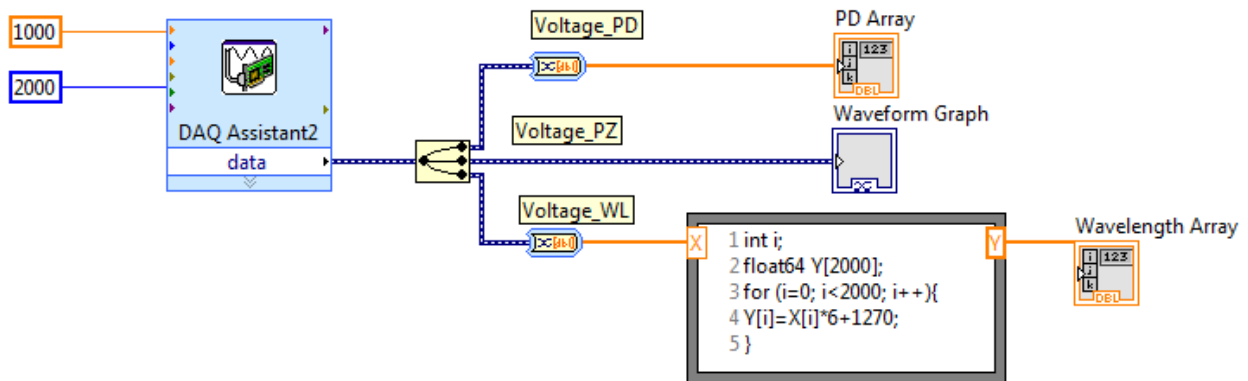 1000
2000
DAQ Assistant2
data
Voltage_PD
PD Array
i
j
k
123
DBL
Voltage_PZ
Waveform Graph
Voltage_WL
X
1 int i;
2 float64 Y[2000];
3 for (i=0; i<2000; i++){
4 Y[i]=X[i]*6+1270;
5 }
Y
Wavelength Array
i
j
k
123
DBL